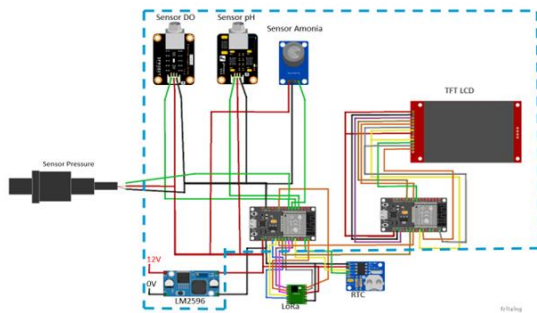 Sensor DO
Sensor pH
Sensor Amonia
TFT LCD
Sensor Pressure
12V
0V
LM2596
LoRa
RTC
fritzing